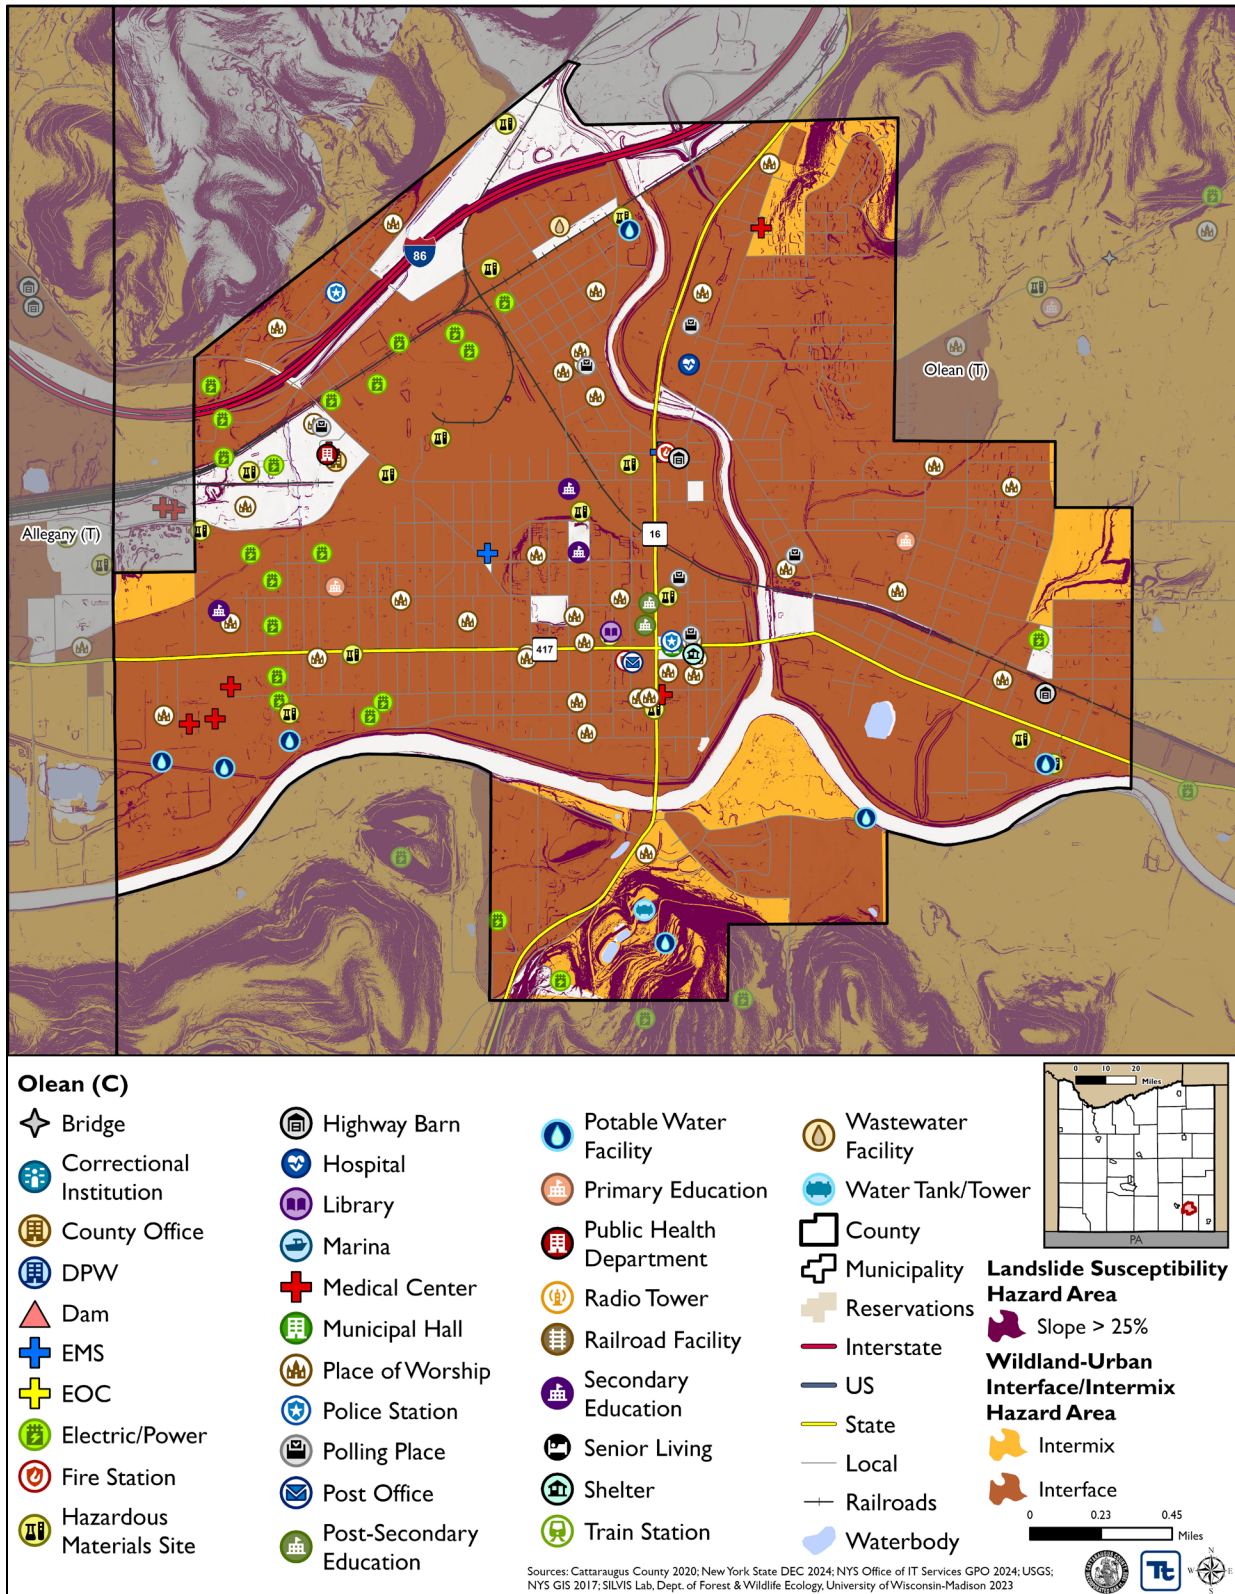 86
Olean (T)
Allegany (T)
16
417
Olean (C)
Bridge
Correctional
Institution
County Office
DPW
Dam
EMS
EOC
Electric/Power
Fire Station
Hazardous
Materials Site
Highway Barn
Hospital
Library
Marina
Medical Center
Municipal Hall
Place of Worship
Police Station
Polling Place
Post Office
Post-Secondary
Education
Potable Water
Facility
Primary Education
Public Health
Department
Radio Tower
Railroad Facility
Secondary
Education
Senior Living
Shelter
Train Station
Wastewater
Facility
Water Tank/Tower
County
Municipality
Reservations
Interstate
US
State
Local
Railroads
Waterbody
0 10 20
Miles
PA
Landslide Susceptibility
Hazard Area
Slope > 25%
Wildland-Urban
Interface/Intermix
Hazard Area
Intermix
Interface
0 0.23 0.45
Miles
Tt
N
W E
S
Sources: Cattaraugus County 2020; New York State DEC 2024; NYS Office of IT Services GPO 2024; USGS;
NYS GIS 2017; SILVIS Lab, Dept. of Forest & Wildlife Ecology, University of Wisconsin-Madison 2023